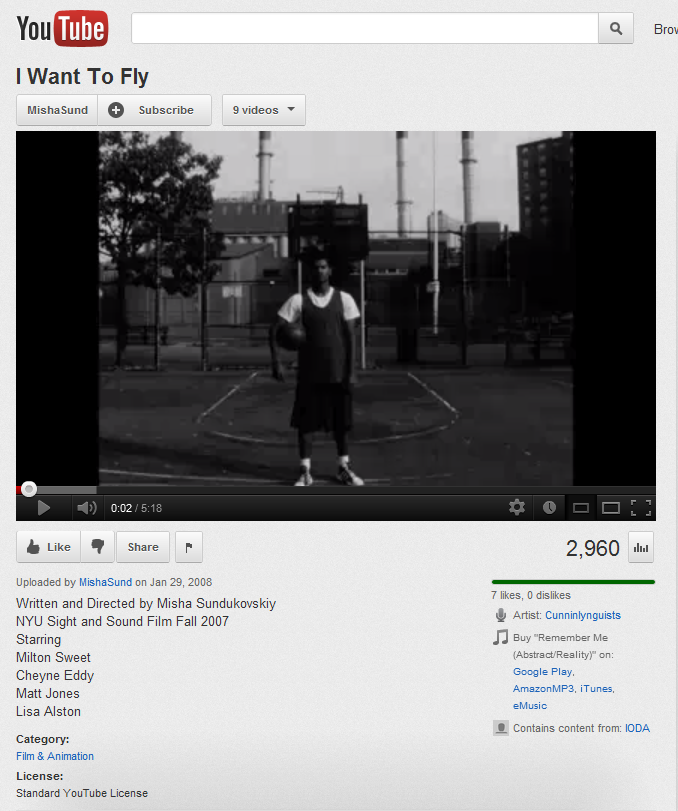 YouTube
Brow
I Want To Fly
MishaSund Subscribe 9 videos
0:02 / 5:18
Like Share 2,960
Uploaded by MishaSund on Jan 29, 2008
7 likes, 0 dislikes
Written and Directed by Misha Sundukovskiy
NYU Sight and Sound Film Fall 2007
Starring
Milton Sweet
Cheyne Eddy
Matt Jones
Lisa Alston
Artist: Cunninlynguists
Buy "Remember Me
(Abstract/Reality)" on:
Google Play,
AmazonMP3, iTunes,
eMusic
Contains content from: IODA
Category:
Film & Animation
License:
Standard YouTube License